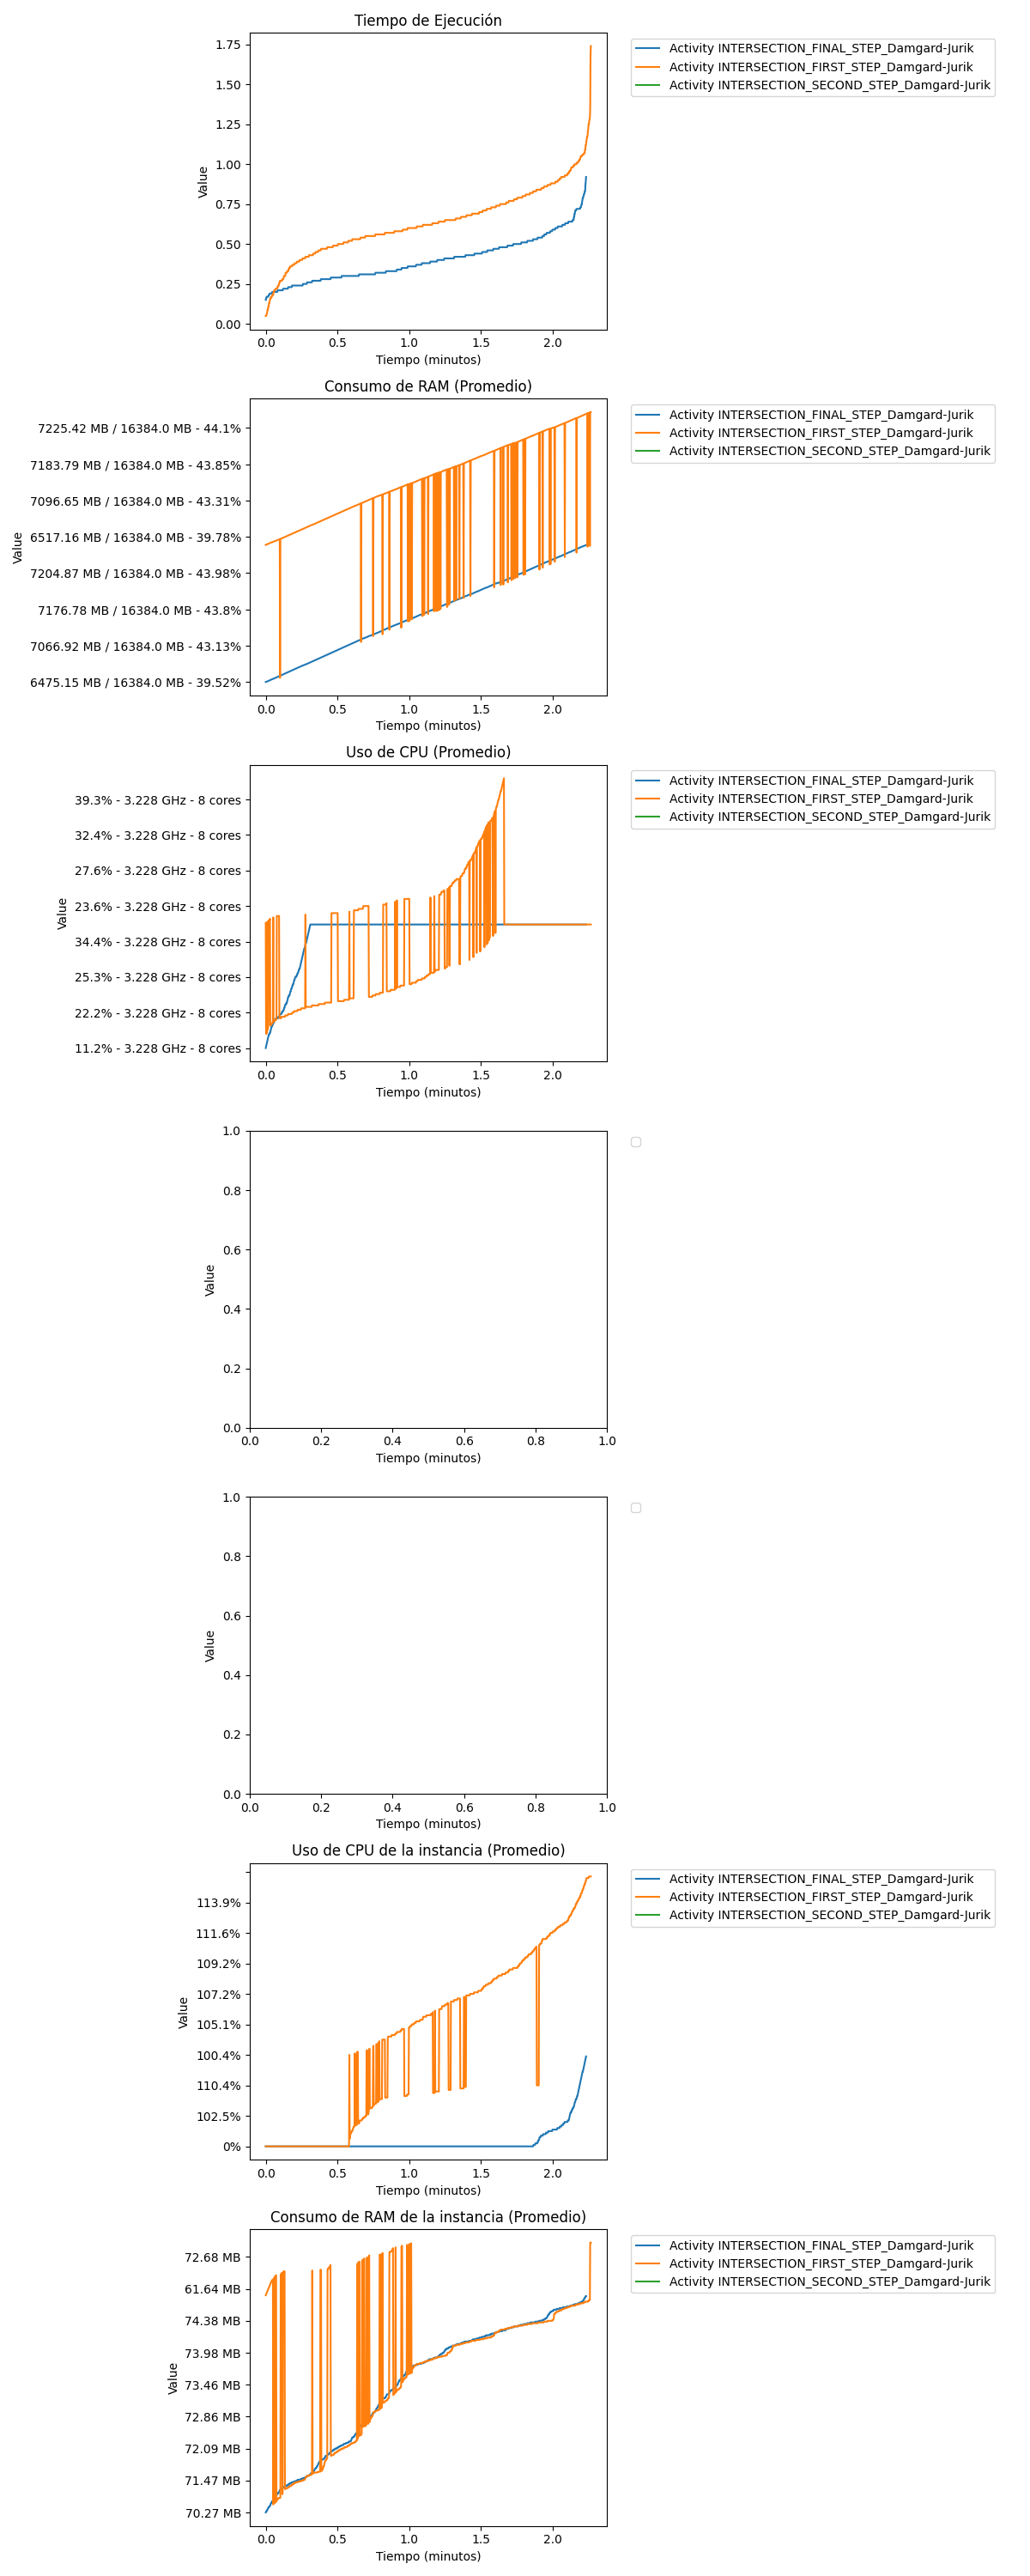 Tiempo de Ejecución
1.75
1.50
1.25
1.00
0.75
0.50
0.25
0.00
Value
0.0 0.5 1.0 1.5 2.0
Tiempo (minutos)
Activity INTERSECTION_FINAL_STEP_Damgard-Jurik
Activity INTERSECTION_FIRST_STEP_Damgard-Jurik
Activity INTERSECTION_SECOND_STEP_Damgard-Jurik
Consumo de RAM (Promedio)
7225.42 MB / 16384.0 MB - 44.1%
7183.79 MB / 16384.0 MB - 43.85%
7096.65 MB / 16384.0 MB - 43.31%
6517.16 MB / 16384.0 MB - 39.78%
7204.87 MB / 16384.0 MB - 43.98%
7176.78 MB / 16384.0 MB - 43.8%
7066.92 MB / 16384.0 MB - 43.13%
6475.15 MB / 16384.0 MB - 39.52%
Value
0.0 0.5 1.0 1.5 2.0
Tiempo (minutos)
Activity INTERSECTION_FINAL_STEP_Damgard-Jurik
Activity INTERSECTION_FIRST_STEP_Damgard-Jurik
Activity INTERSECTION_SECOND_STEP_Damgard-Jurik
Uso de CPU (Promedio)
39.3% - 3.228 GHz - 8 cores
32.4% - 3.228 GHz - 8 cores
27.6% - 3.228 GHz - 8 cores
23.6% - 3.228 GHz - 8 cores
34.4% - 3.228 GHz - 8 cores
25.3% - 3.228 GHz - 8 cores
22.2% - 3.228 GHz - 8 cores
11.2% - 3.228 GHz - 8 cores
Value
0.0 0.5 1.0 1.5 2.0
Tiempo (minutos)
Activity INTERSECTION_FINAL_STEP_Damgard-Jurik
Activity INTERSECTION_FIRST_STEP_Damgard-Jurik
Activity INTERSECTION_SECOND_STEP_Damgard-Jurik
1.0
0.8
0.6
0.4
0.2
0.0
Value
0.0 0.2 0.4 0.6 0.8 1.0
Tiempo (minutos)
1.0
0.8
0.6
0.4
0.2
0.0
Value
0.0 0.2 0.4 0.6 0.8 1.0
Tiempo (minutos)
Uso de CPU de la instancia (Promedio)
113.9%
111.6%
109.2%
107.2%
105.1%
100.4%
110.4%
102.5%
0%
Value
0.0 0.5 1.0 1.5 2.0
Tiempo (minutos)
Activity INTERSECTION_FINAL_STEP_Damgard-Jurik
Activity INTERSECTION_FIRST_STEP_Damgard-Jurik
Activity INTERSECTION_SECOND_STEP_Damgard-Jurik
Consumo de RAM de la instancia (Promedio)
72.68 MB
61.64 MB
74.38 MB
73.98 MB
73.46 MB
72.86 MB
72.09 MB
71.47 MB
70.27 MB
Value
0.0 0.5 1.0 1.5 2.0
Tiempo (minutos)
Activity INTERSECTION_FINAL_STEP_Damgard-Jurik
Activity INTERSECTION_FIRST_STEP_Damgard-Jurik
Activity INTERSECTION_SECOND_STEP_Damgard-Jurik